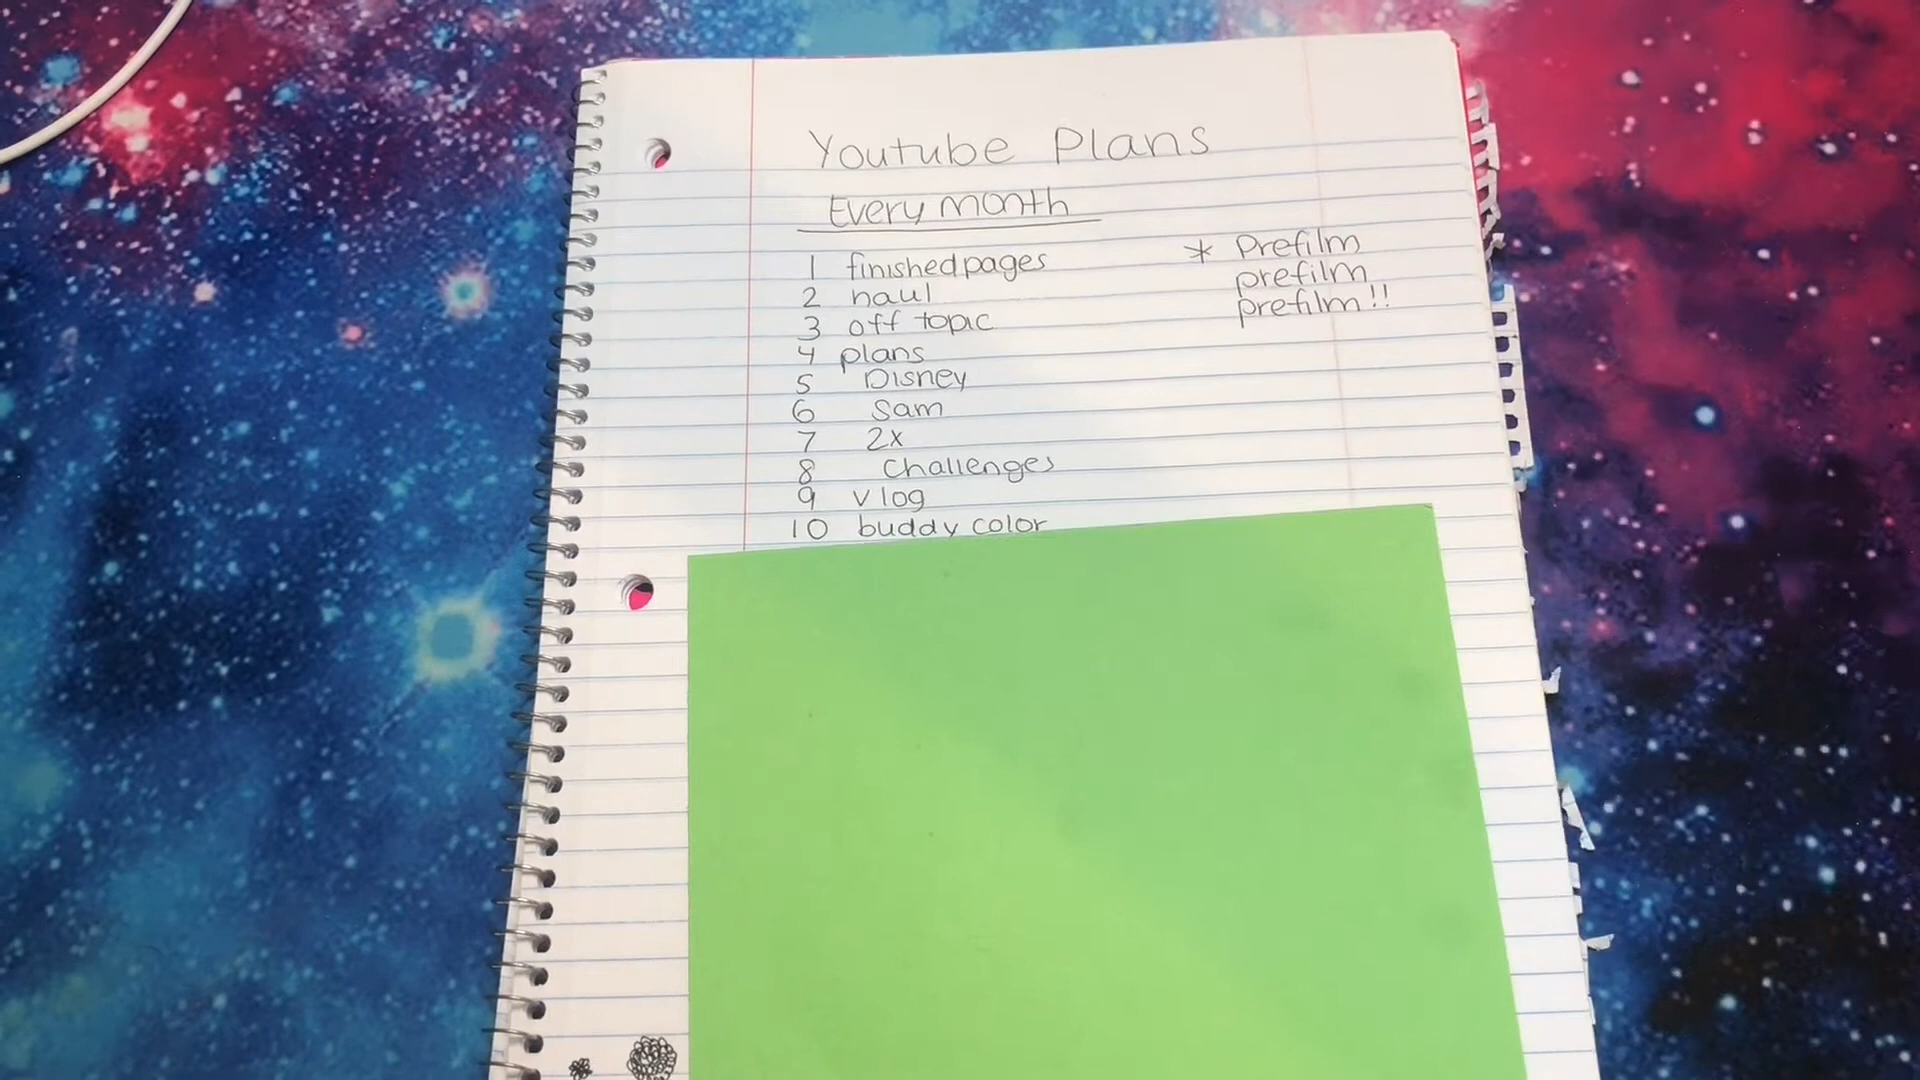 Youtube Plans
Every month
1 finished pages
2 haul
3 off topic
4 plans
5 Disney
6 Sam
7 2x
8 Challenges
9 vlog
10 buddy color
* Prefilm
prefilm
prefilm!!